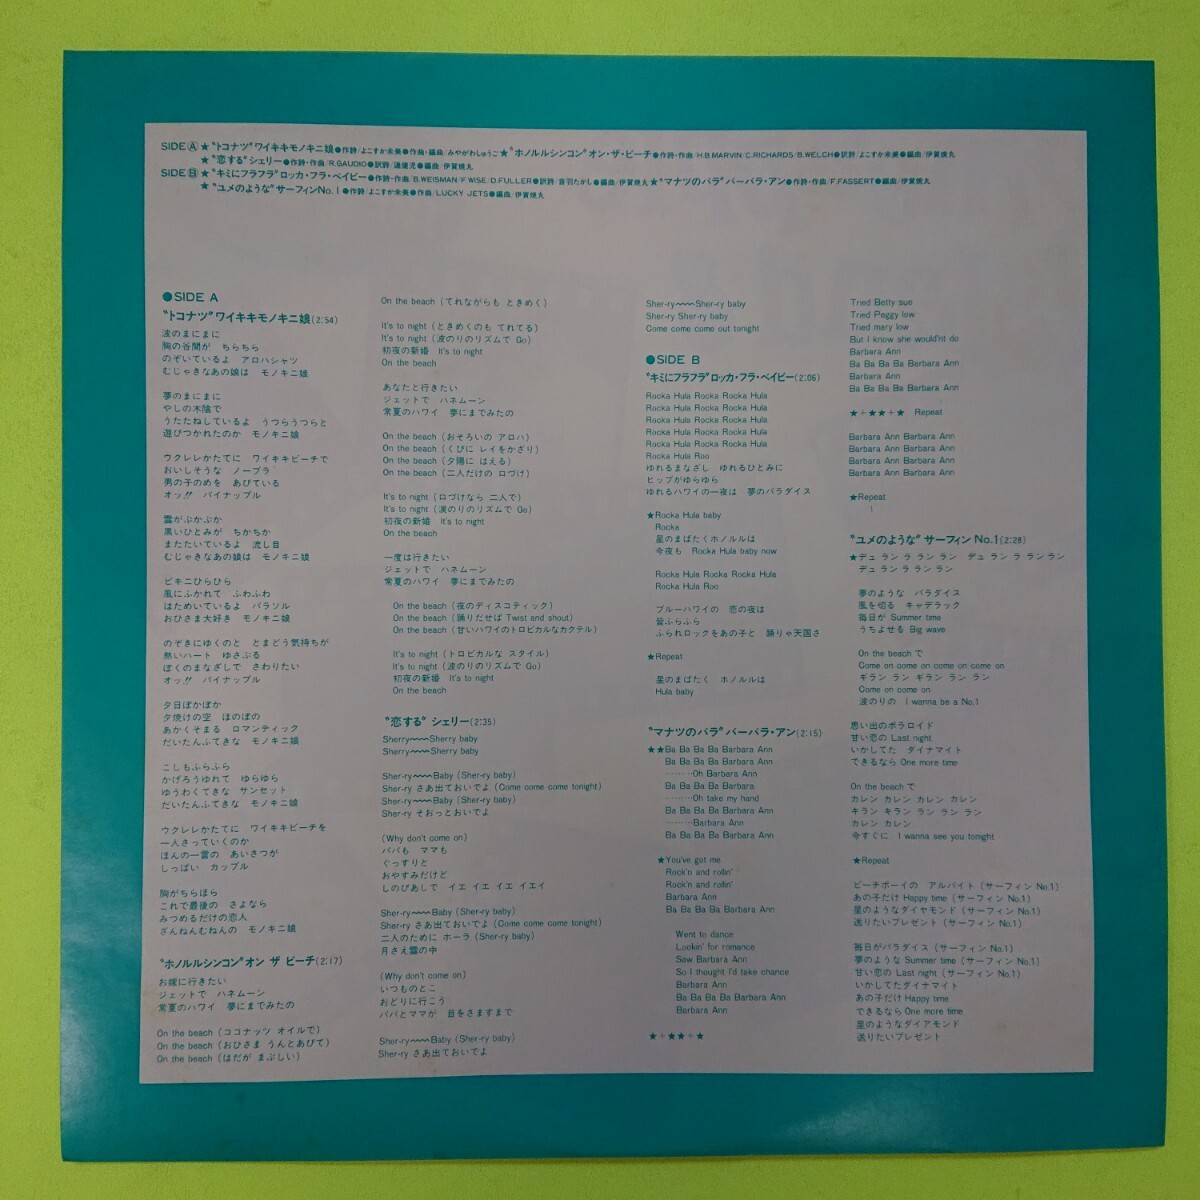 SIDE Ⓐ ★“トコナツ”ワイキキモノキニ娘●作詩/よこすか未美●作曲・編曲/みやがわしゅうご★“ホノルルシンコン”オン・ザ・ビーチ●作詩・作曲/H.B.MARVIN/C.RICHARDS/B.WELCH●訳詩/よこすか未美●編曲/伊賀焼丸
★“恋する”シェリー●作詩・作曲/R.GAUDIO●訳詩/漣健児●編曲/伊賀焼丸
SIDE Ⓑ ★“キミにフラフラ”ロッカ・フラ・ベイビー●作詩・作曲/B.WEISMAN/F.WISE/D.FULLER●訳詩/音羽たかし●編曲/伊賀焼丸★“マナツのバラ”バーバラ・アン●作詩・作曲/F.FASSERT●編曲/伊賀焼丸
★“ユメのような”サーフィンNo.1●作詩/よこすか未美●作曲/LUCKY JETS●編曲/伊賀焼丸
●SIDE A
“トコナツ”ワイキキモノキニ娘(2:54)
波のまにまに
胸の谷間が ちらちら
のぞいているよ アロハシャツ
むじゃきなあの娘は モノキニ娘
夢のまにまに
やしの木陰で
うたたねしているよ うつらうつらと
遊びつかれたのか モノキニ娘
ウクレレかたてに ワイキキビーチで
おいしそうな ノーブラ
男の子のめを あびている
オッ!! パイナップル
雲がぷかぷか
黒いひとみが ちかちか
またたいているよ 流し目
むじゃきなあの娘は モノキニ娘
ビキニひらひら
風にふかれて ふわふわ
はためいているよ パラソル
おひさま大好き モノキニ娘
のぞきにゆくのと とまどう気持ちが
熱いハート ゆさぶる
ぼくのまなざしで さわりたい
オッ!! パイナップル
夕日ぽかぽか
夕焼けの空 ほのぼの
あかくそまる ロマンティック
だいたんふてきな モノキニ娘
こしもふらふら
かげろうゆれて ゆらゆら
ゆうわくてきな サンセット
だいたんふてきな モノキニ娘
ウクレレかたてに ワイキキビーチを
一人さっていくのか
ほんの一言の あいさつが
しっぱい カップル
胸がちらほら
これで最後の さよなら
みつめるだけの恋人
ざんねんむねんの モノキニ娘
“ホノルルシンコン”オン ザ ビーチ(2:17)
お嫁に行きたい
ジェットで ハネムーン
常夏のハワイ 夢にまでみたの
On the beach (ココナッツ オイルで)
On the beach (おひさま うんとあびて)
On the beach (はだが まぶしい)
On the beach (てれながらも ときめく)
It's to night (ときめくのも てれてる)
It's to night (波のりのリズムで Go)
初夜の新婚 It's to night
On the beach
あなたと行きたい
ジェットで ハネムーン
常夏のハワイ 夢にまでみたの
On the beach (おそろいの アロハ)
On the beach (くびに レイをかざり)
On the beach (夕陽に はえる)
On the beach (二人だけの 口づけ)
It's to night (口づけなら 二人で)
It's to night (涙のりのリズムで Go)
初夜の新婚 It's to night
On the beach
一度は行きたい
ジェットで ハネムーン
常夏のハワイ 夢にまでみたの
On the beach (夜のディスコティック)
On the beach (踊りだせば Twist and shout)
On the beach (甘いハワイのトロピカルなカクテル)
It's to night (トロピカルな スタイル)
It's to night (波のりのリズムで Go)
初夜の新婚 It's to night
On the beach
“恋する” シェリー(2:35)
Sherry〜〜Sherry baby
Sherry〜〜Sherry baby
Sher-ry〜〜Baby (Sher-ry baby)
Sher-ry さあ出ておいでよ (Come come come tonight)
Sher-ry〜〜Baby (Sher-ry baby)
Sher-ry そおっとおいでよ
(Why don't come on)
パパも ママも
ぐっすりと
おやすみだけど
しのびあしで イエ イエ イエ イエイ
Sher-ry〜〜Baby (Sher-ry baby)
Sher-ry さあ出ておいでよ (Come come come tonight)
二人のために ホーラ (Sher-ry baby)
月さえ雲の中
(Why don't come on)
いつものとこ
おどりに行こう
パパとママが 目をさますまで
Sher-ry〜〜Baby (Sher-ry baby)
Sher-ry さあ出ておいでよ
Sher-ry〜〜Sher-ry baby
Sher-ry Sher-ry baby
Come come come out tonight
●SIDE B
“キミにフラフラ”ロッカ・フラ・ベイビー(2:06)
Rocka Hula Rocka Rocka Hula
Rocka Hula Rocka Rocka Hula
Rocka Hula Rocka Rocka Hula
Rocka Hula Rocka Rocka Hula
Rocka Hula Rocka Rocka Hula
Rocka Hula Roo
ゆれるまなざし ゆれるひとみに
ヒップがゆらゆら
ゆれるハワイの一夜は 夢のパラダイス
★Rocka Hula baby
Rocka
星のまばたく ホノルルは
今夜も Rocka Hula baby now
Rocka Hula Rocka Rocka Hula
Rocka Hula Roo
ブルーハワイの 恋の夜は
皆ふらふら
ふられロックをあの子と 踊りゃ天国さ
★Repeat
星のまばたく ホノルルは
Hula baby
“マナツのバラ” バーバラ・アン(2:15)
★★Ba Ba Ba Ba Barbara Ann
Ba Ba Ba Ba Barbara Ann
………Oh Barbara Ann
Ba Ba Ba Ba Barbara
………Oh take my hand
Ba Ba Ba Ba Barbara Ann
………Barbara Ann
Ba Ba Ba Ba Barbara Ann
★You've got me
Rock'n and rollin'
Rock'n and rollin'
Barbara Ann
Ba Ba Ba Ba Barbara Ann
Went to dance
Lookin' for romance
Saw Barbara Ann
So I thought I'd take chance
Barbara Ann
Ba Ba Ba Ba Barbara Ann
Barbara Ann
★+★★+★
Tried Betty sue
Tried Peggy low
Tried mary low
But I know she would'nt do
Barbara Ann
Ba Ba Ba Ba Barbara Ann
Barbara Ann
Ba Ba Ba Ba Barbara Ann
★+★★+★ Repeat
Barbara Ann Barbara Ann
Barbara Ann Barbara Ann
Barbara Ann Barbara Ann
Barbara Ann Barbara Ann
★Repeat
“ユメのような” サーフィン No.1(2:28)
★デュ ラン ラ ラン ラン デュ ラン ラ ラン ラン
デュ ラン ラ ラン ラン
夢のような パラダイス
風を切る キャデラック
毎日が Summer time
うちよせる Big wave
On the beach で
Come on come on come on come on
ギラン ラン ギラン ラン ラン
Come on come on
波のりの I wanna be a No.1
思い出のポラロイド
甘い恋の Last night
いかしてた ダイナマイト
できるなら One more time
On the beach で
カレン カレン カレン カレン
キラン キラン ラン ラン ラン
カレン カレン
今すぐに I wanna see you tonight
★Repeat
ビーチボーイの アルバイト (サーフィン No.1)
あの子だけ Happy time (サーフィン No.1)
星のようなダイヤモンド (サーフィン No.1)
送りたいプレゼント (サーフィン No.1)
毎日がパラダイス (サーフィン No.1)
夢のような Summer time (サーフィン No.1)
甘い恋の Last night (サーフィン No.1)
いかしてたダイナマイト
あの子だけ Happy time
できるなら One more time
星のようなダイアモンド
送りたいプレゼント